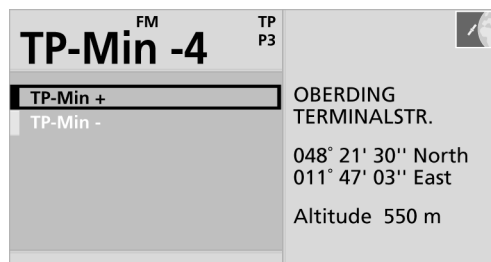 FM TP
TP-Min -4 P3
TP-Min +
TP-Min -
OBERDING
TERMINALSTR.
048° 21' 30'' North
011° 47' 03'' East
Altitude 550 m